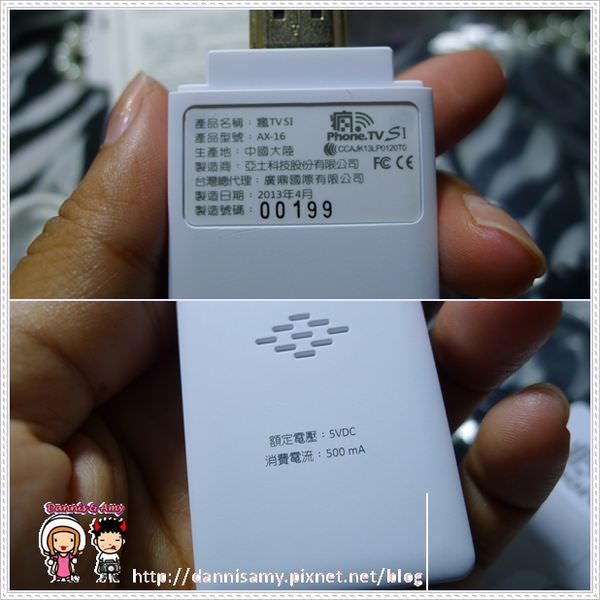 產品名稱：瘋TV SI
產品型號：AX-16
生產地：中國大陸
製造商：亞土科技股份有限公司
台灣總代理：廣鼎國際有限公司
製造日期：2013年4月
製造號碼：00199
瘋
Phone.TV SI
CCAJK13LP0120T0
FC CE
額定電壓：5VDC
消費電流：500 mA
Dannis & Amy
http://dannisamy.pixnet.net/blog